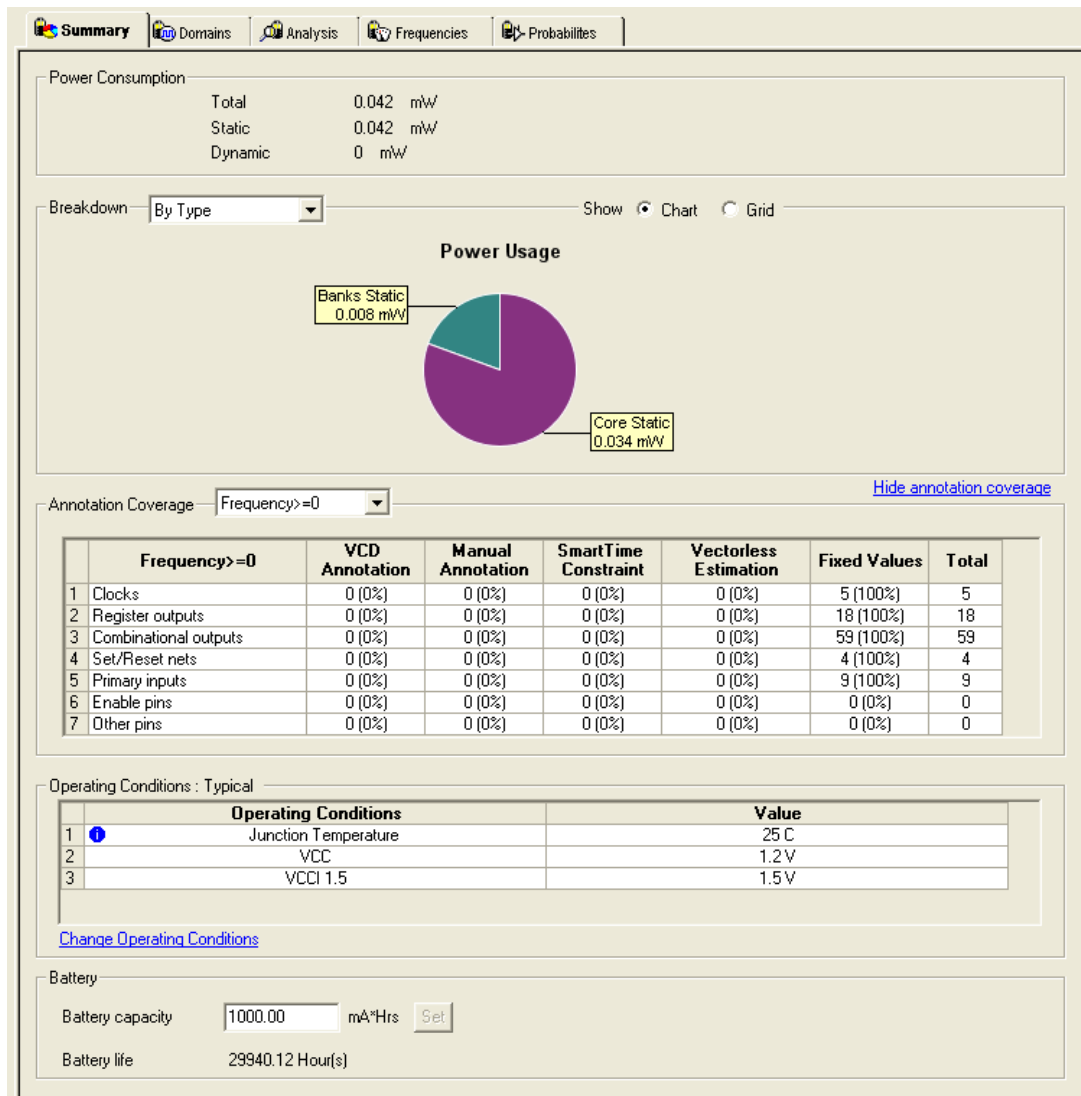 Summary Domains Analysis Frequencies Probabilites
Power Consumption
Total 0.042 mW
Static 0.042 mW
Dynamic 0 mW
Breakdown By Type Show Chart Grid
Power Usage
Banks Static
0.008 mW
Core Static
0.034 mW
Hide annotation coverage
Annotation Coverage Frequency>=0
Frequency>=0 VCD Annotation Manual Annotation SmartTime Constraint Vectorless Estimation Fixed Values Total
1 Clocks 0 (0%) 0 (0%) 0 (0%) 0 (0%) 5 (100%) 5
2 Register outputs 0 (0%) 0 (0%) 0 (0%) 0 (0%) 18 (100%) 18
3 Combinational outputs 0 (0%) 0 (0%) 0 (0%) 0 (0%) 59 (100%) 59
4 Set/Reset nets 0 (0%) 0 (0%) 0 (0%) 0 (0%) 4 (100%) 4
5 Primary inputs 0 (0%) 0 (0%) 0 (0%) 0 (0%) 9 (100%) 9
6 Enable pins 0 (0%) 0 (0%) 0 (0%) 0 (0%) 0 (0%) 0
7 Other pins 0 (0%) 0 (0%) 0 (0%) 0 (0%) 0 (0%) 0
Operating Conditions : Typical
Operating Conditions Value
1 Junction Temperature 25 C
2 VCC 1.2 V
3 VCCI 1.5 1.5 V
Change Operating Conditions
Battery
Battery capacity 1000.00 mA*Hrs Set
Battery life 29940.12 Hour(s)